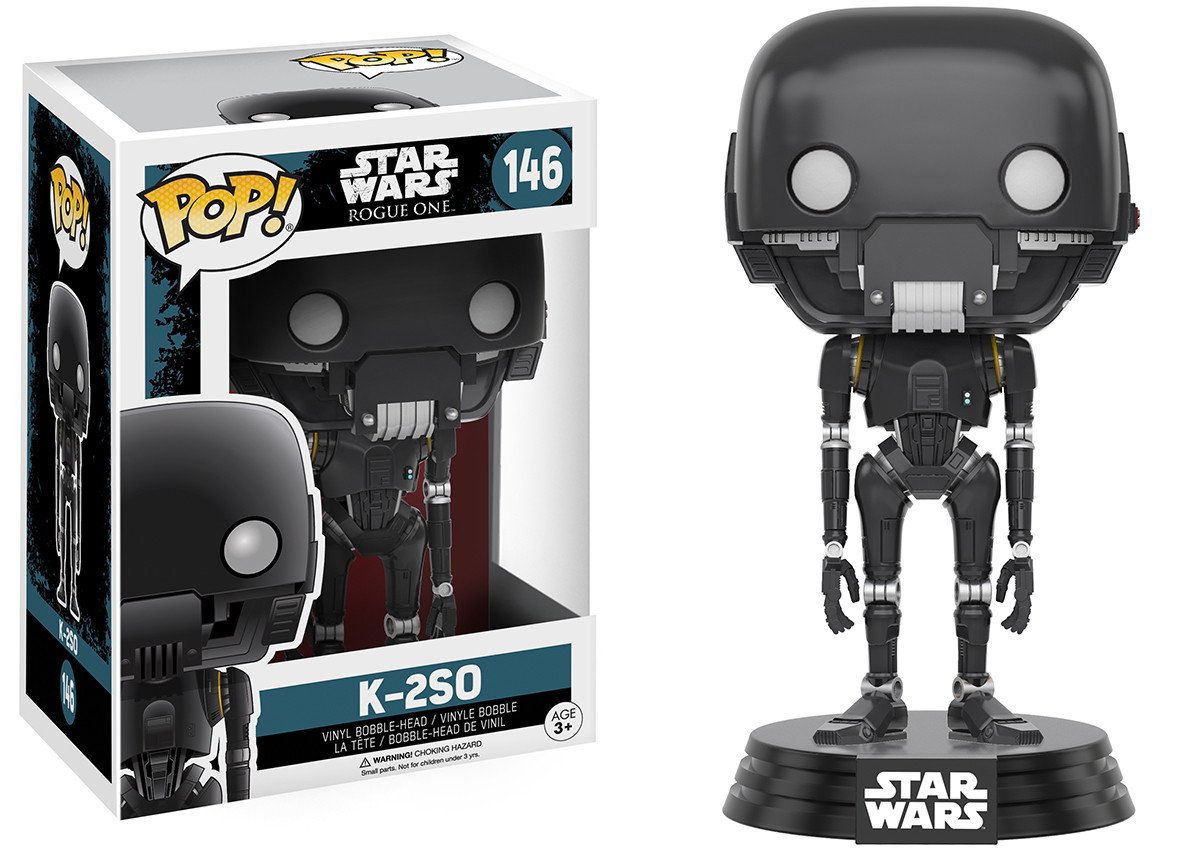 POP!
POP!
STAR
WARS
ROGUE ONE™
146
POP!®
K-2SO
146
K-2SO
VINYL BOBBLE-HEAD / VINYLE BOBBLE
LA TÊTE / BOBBLE-HEAD DE VINIL
AGE
3+
⚠ WARNING! CHOKING HAZARD
Small parts. Not for children under 3 yrs.
STAR
WARS